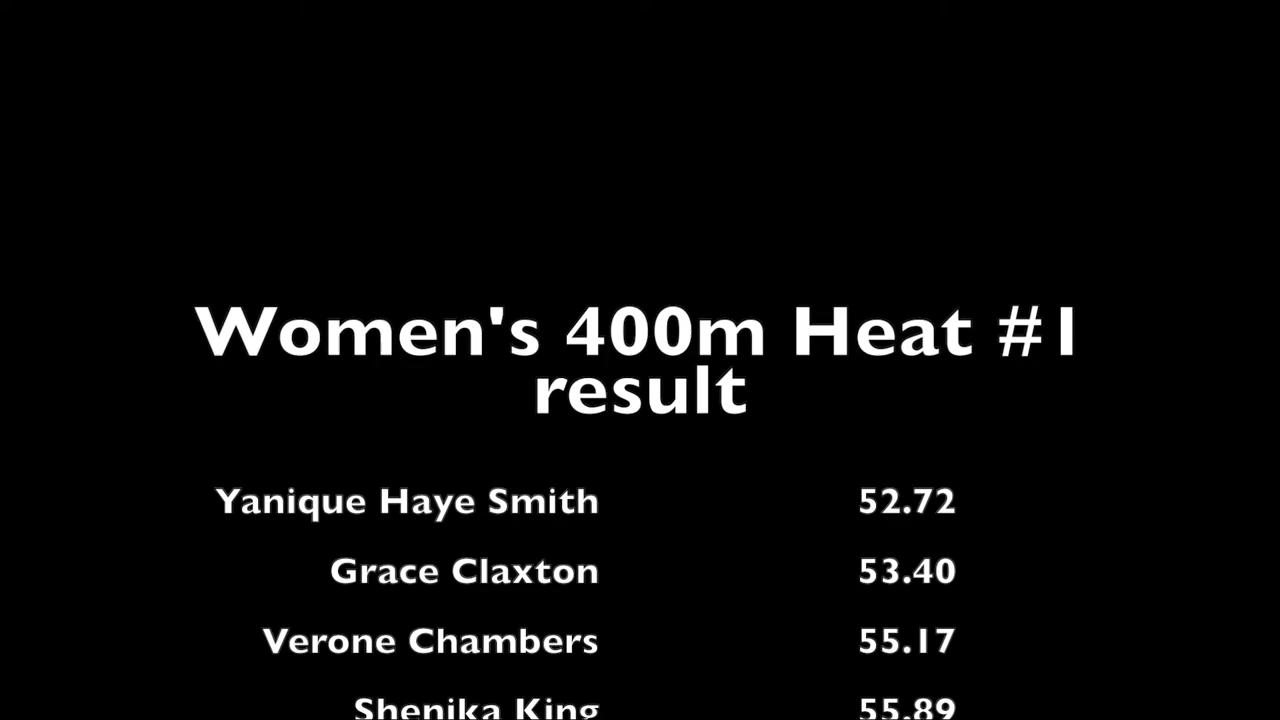 Women's 400m Heat #1
result
Yanique Haye Smith 52.72
Grace Claxton 53.40
Verone Chambers 55.17
Shenika King 55.89